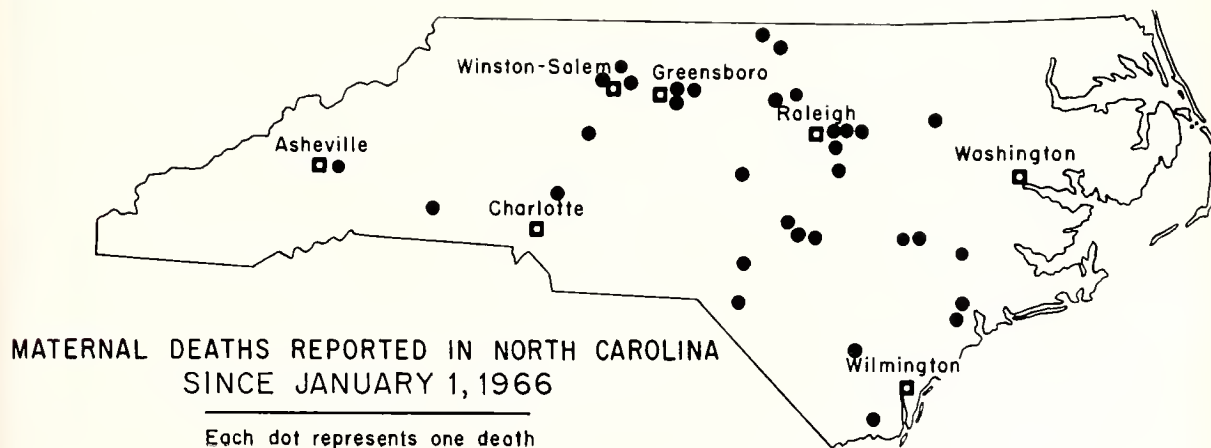 Winston-Salem
Greensboro
Raleigh
Asheville
Washington
Charlotte
MATERNAL DEATHS REPORTED IN NORTH CAROLINA
SINCE JANUARY 1, 1966
Wilmington
Each dot represents one death